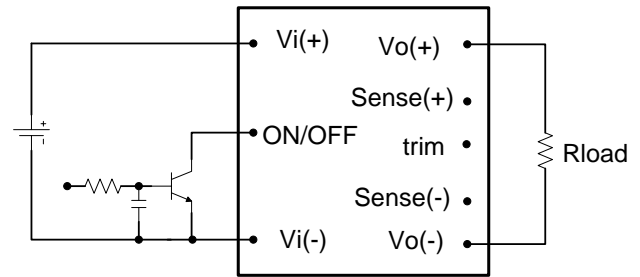 Vi(+)
Vo(+)
Sense(+)
ON/OFF
trim
Rload
Sense(-)
Vi(-)
Vo(-)
+
-